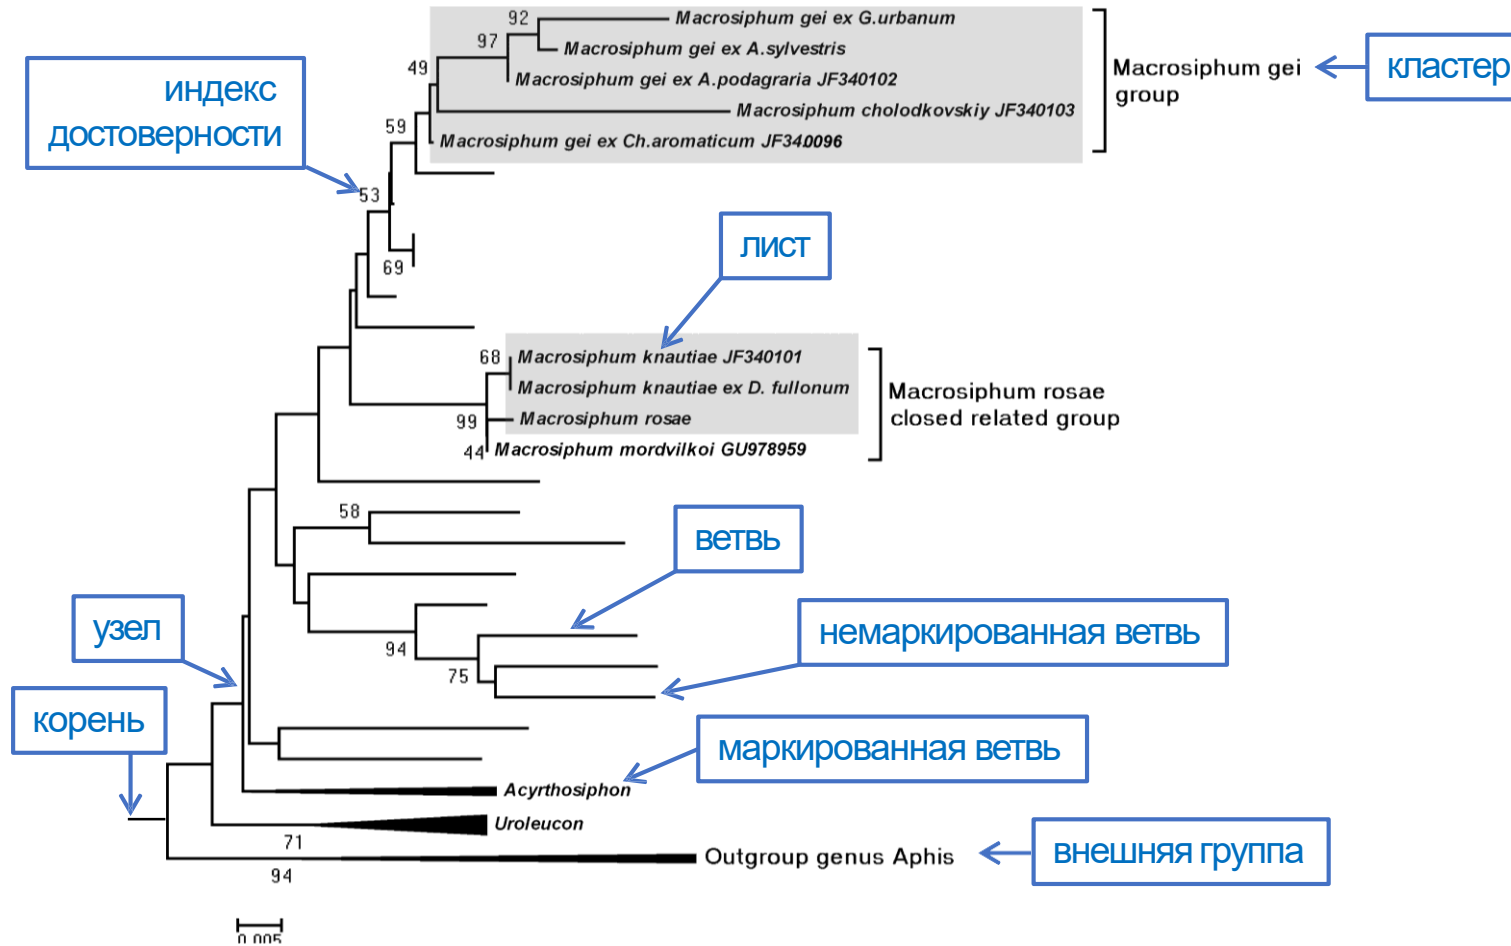 92
Macrosiphum gei ex G.urbanum
97
Macrosiphum gei ex A.sylvestris
49
Macrosiphum gei ex A.podagraria JF340102
Macrosiphum gei
group
кластер
индекс
достоверности
Macrosiphum cholodkovskiy JF340103
59
Macrosiphum gei ex Ch.aromaticum JF340096
53
69
лист
68
Macrosiphum knautiae JF340101
Macrosiphum knautiae ex D. fullonum
99
Macrosiphum rosae
44
Macrosiphum mordvilkoi GU978959
Macrosiphum rosae
closed related group
58
ветвь
узел
94
75
немаркированная ветвь
корень
маркированная ветвь
Acyrthosiphon
Uroleucon
71
Outgroup genus Aphis
внешняя группа
94
0.005